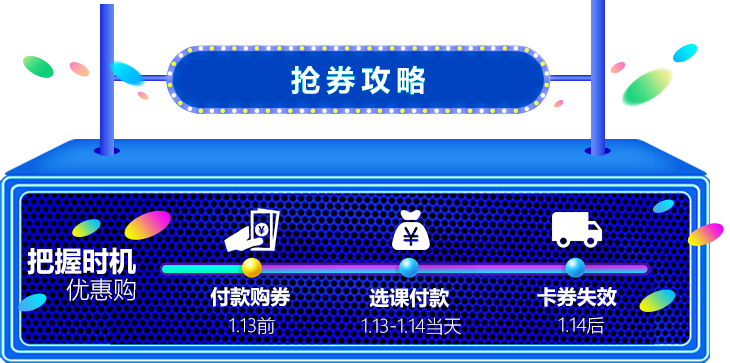 抢券攻略
把握时机
优惠购
付款购券
1.13前
选课付款
1.13-1.14当天
卡券失效
1.14后